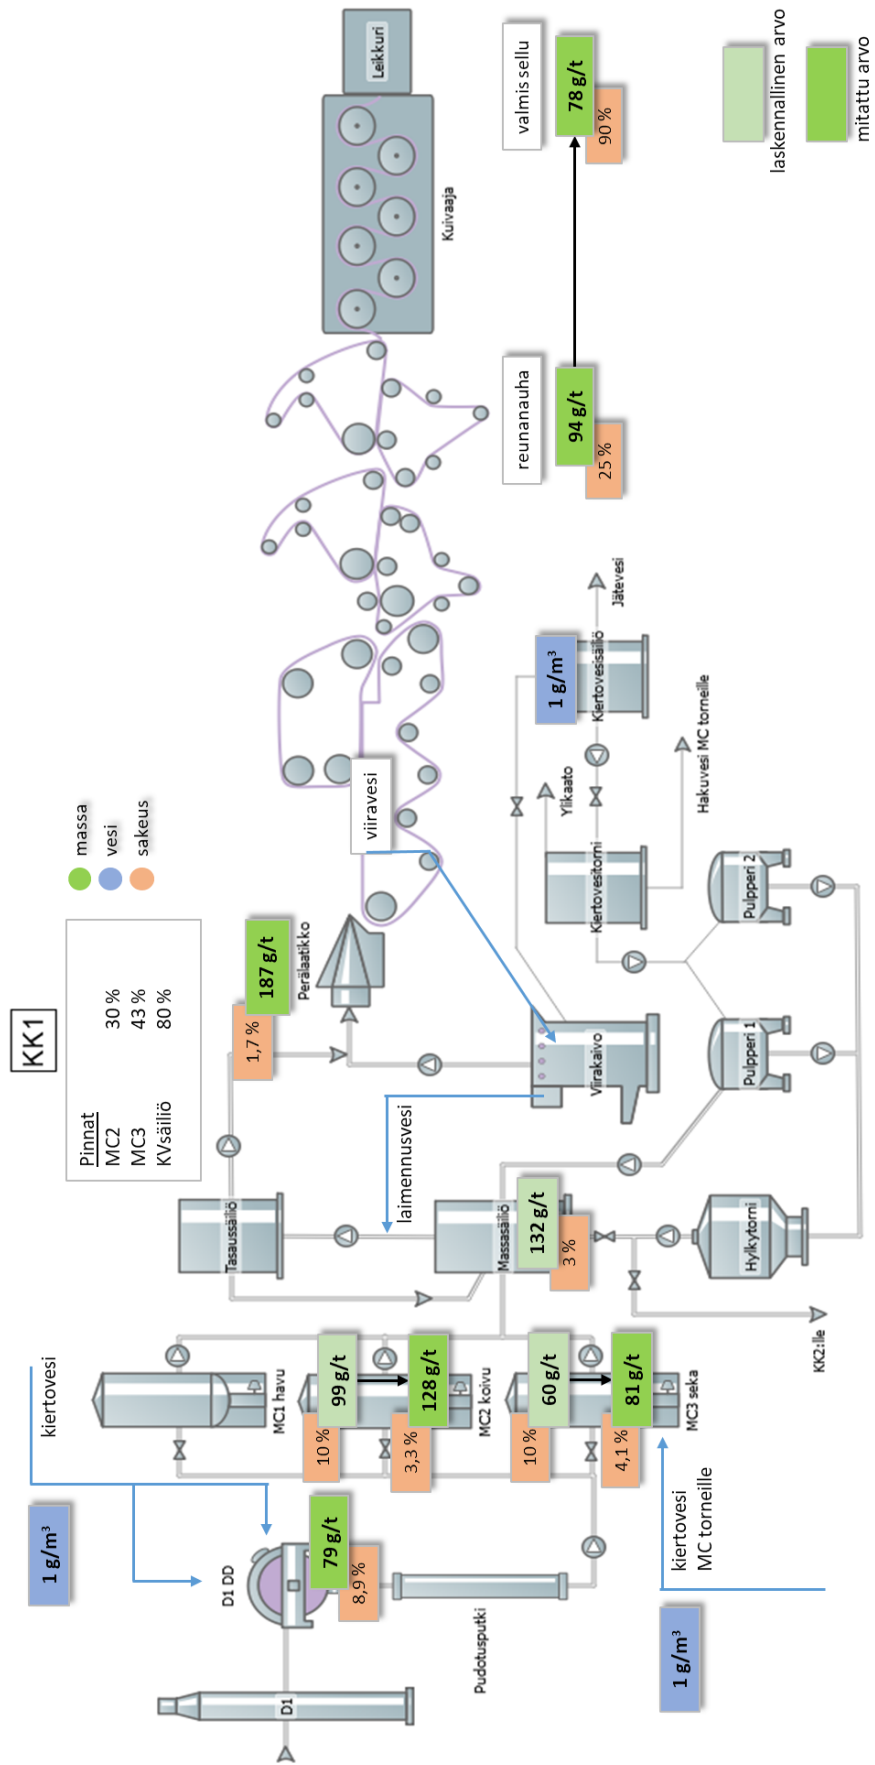 KK1
Pinnat
MC2 30 %
MC3 43 %
KVsäiliö 80 %
massa
vesi
sakeus
1 g/m³
kiertovesi
D1
D1 DD
79 g/t
8,9 %
Pudotusputki
MC1 havu
10 %
99 g/t
3,3 %
128 g/t
MC2 koivu
10 %
60 g/t
4,1 %
81 g/t
MC3 seka
kiertovesi
MC torneille
1 g/m³
Tasaussäiliö
laimennusvesi
Massasäiliö
132 g/t
3 %
Hylkytorni
KK2:lle
1,7 %
187 g/t
Perälaatikko
Viirakaivo
Pulpperi 1
Pulpperi 2
viiravesi
Kiertovesitorni
Ylikaato
Hakuvesi MC torneille
1 g/m³
Kiertovesisäiliö
Jätevesi
Kuivaaja
Leikkuri
reunanauha
94 g/t
25 %
valmis sellu
78 g/t
90 %
laskennallinen arvo
mitattu arvo